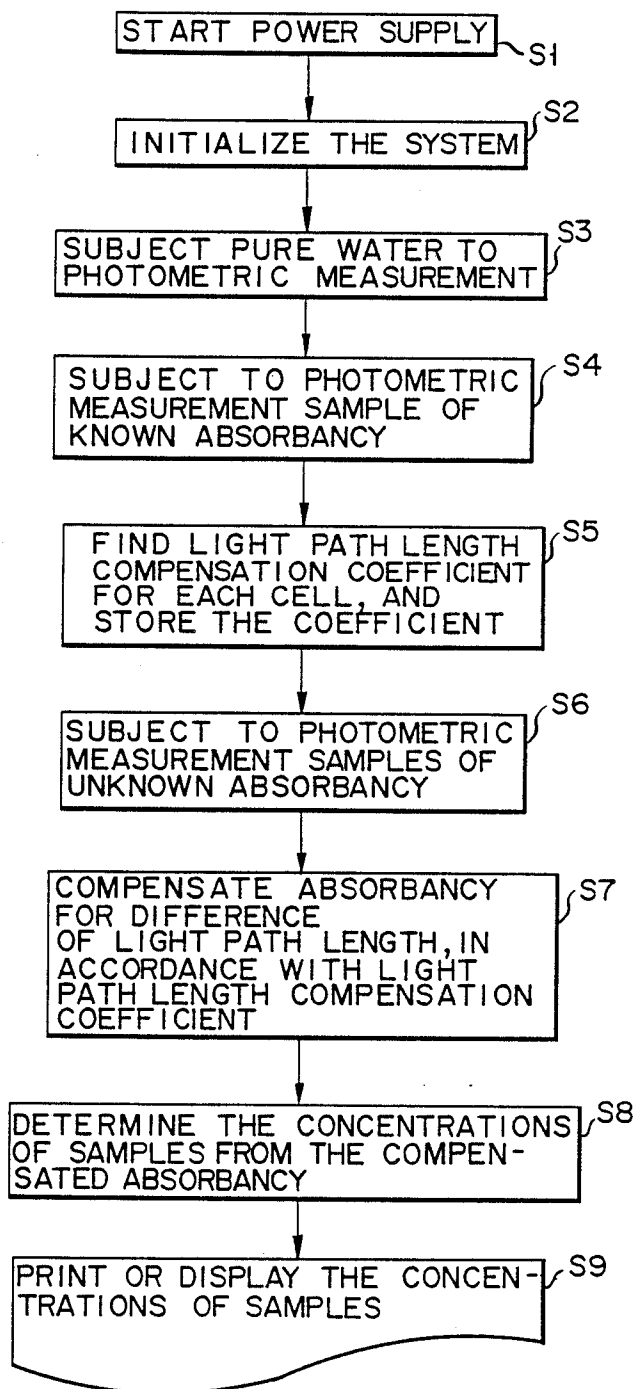 START POWER SUPPLY
S1
S2
INITIALIZE THE SYSTEM
S3
SUBJECT PURE WATER TO
PHOTOMETRIC MEASUREMENT
S4
SUBJECT TO PHOTOMETRIC
MEASUREMENT SAMPLE OF
KNOWN ABSORBANCY
S5
FIND LIGHT PATH LENGTH
COMPENSATION COEFFICIENT
FOR EACH CELL, AND
STORE THE COEFFICIENT
S6
SUBJECT TO PHOTOMETRIC
MEASUREMENT SAMPLES OF
UNKNOWN ABSORBANCY
S7
COMPENSATE ABSORBANCY
FOR DIFFERENCE
OF LIGHT PATH LENGTH, IN
ACCORDANCE WITH LIGHT
PATH LENGTH COMPENSATION
COEFFICIENT
S8
DETERMINE THE CONCENTRATIONS
OF SAMPLES FROM THE COMPEN-
SATED ABSORBANCY
S9
PRINT OR DISPLAY THE CONCEN-
TRATIONS OF SAMPLES